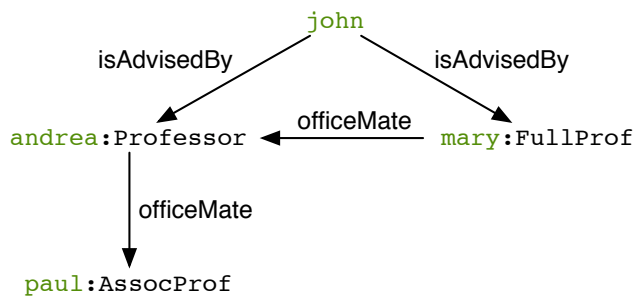 john
isAdvisedBy isAdvisedBy
officeMate
andrea:Professor mary:FullProf
officeMate
paul:AssocProf